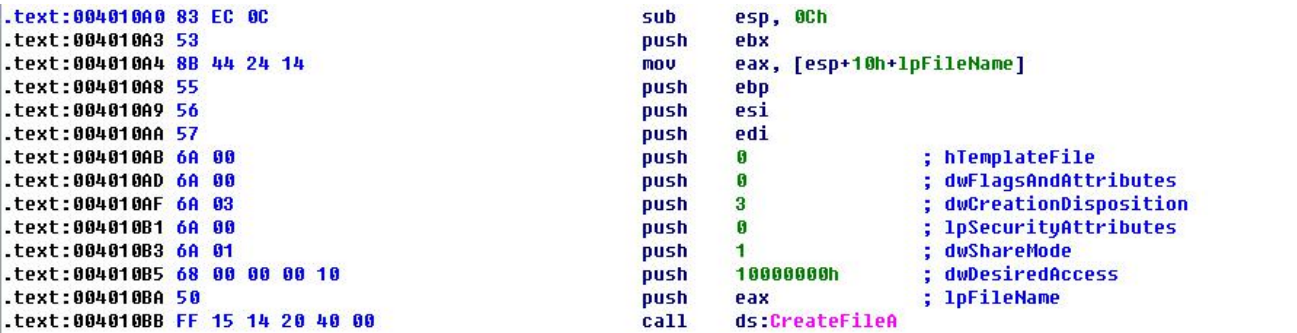 .text:004010A0 83 EC 0C sub esp, 0Ch
.text:004010A3 53 push ebx
.text:004010A4 8B 44 24 14 mov eax, [esp+10h+lpFileName]
.text:004010A8 55 push ebp
.text:004010A9 56 push esi
.text:004010AA 57 push edi
.text:004010AB 6A 00 push 0 ; hTemplateFile
.text:004010AD 6A 00 push 0 ; dwFlagsAndAttributes
.text:004010AF 6A 03 push 3 ; dwCreationDisposition
.text:004010B1 6A 00 push 0 ; lpSecurityAttributes
.text:004010B3 6A 01 push 1 ; dwShareMode
.text:004010B5 68 00 00 00 10 push 10000000h ; dwDesiredAccess
.text:004010BA 50 push eax ; lpFileName
.text:004010BB FF 15 14 20 40 00 call ds:CreateFileA